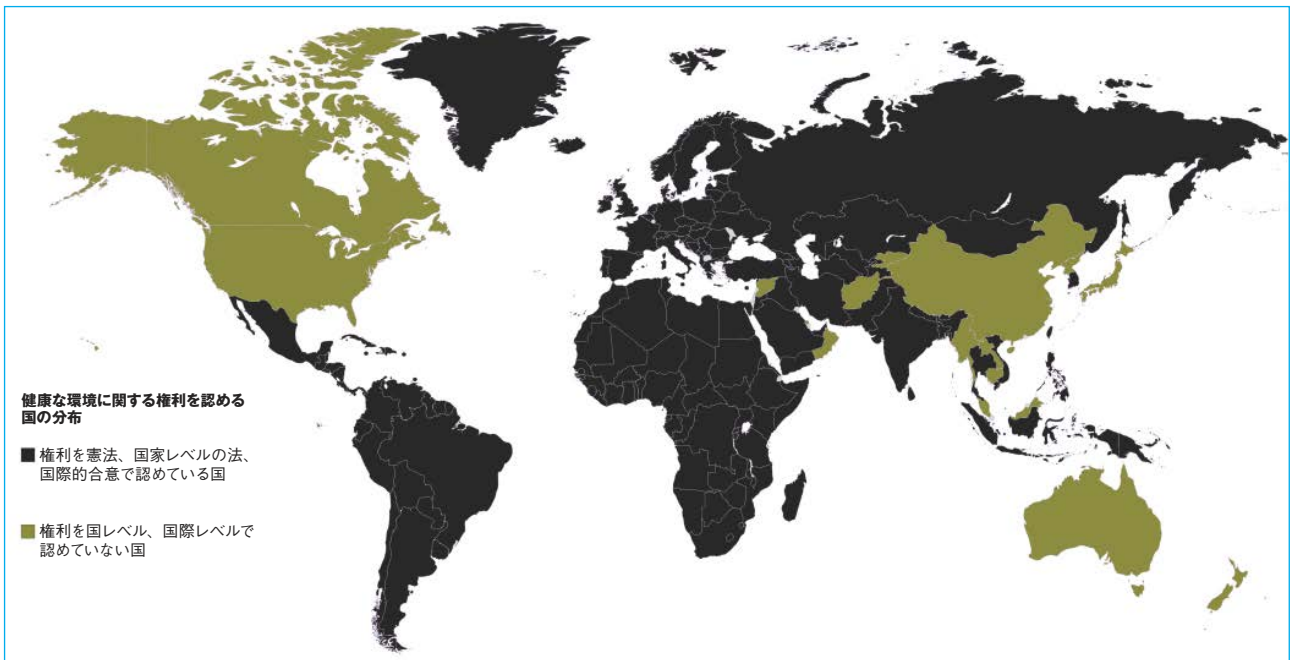 健康な環境に関する権利を認める
国の分布
権利を憲法、国家レベルの法、
国際的合意で認めている国
権利を国レベル、国際レベルで
認めていない国